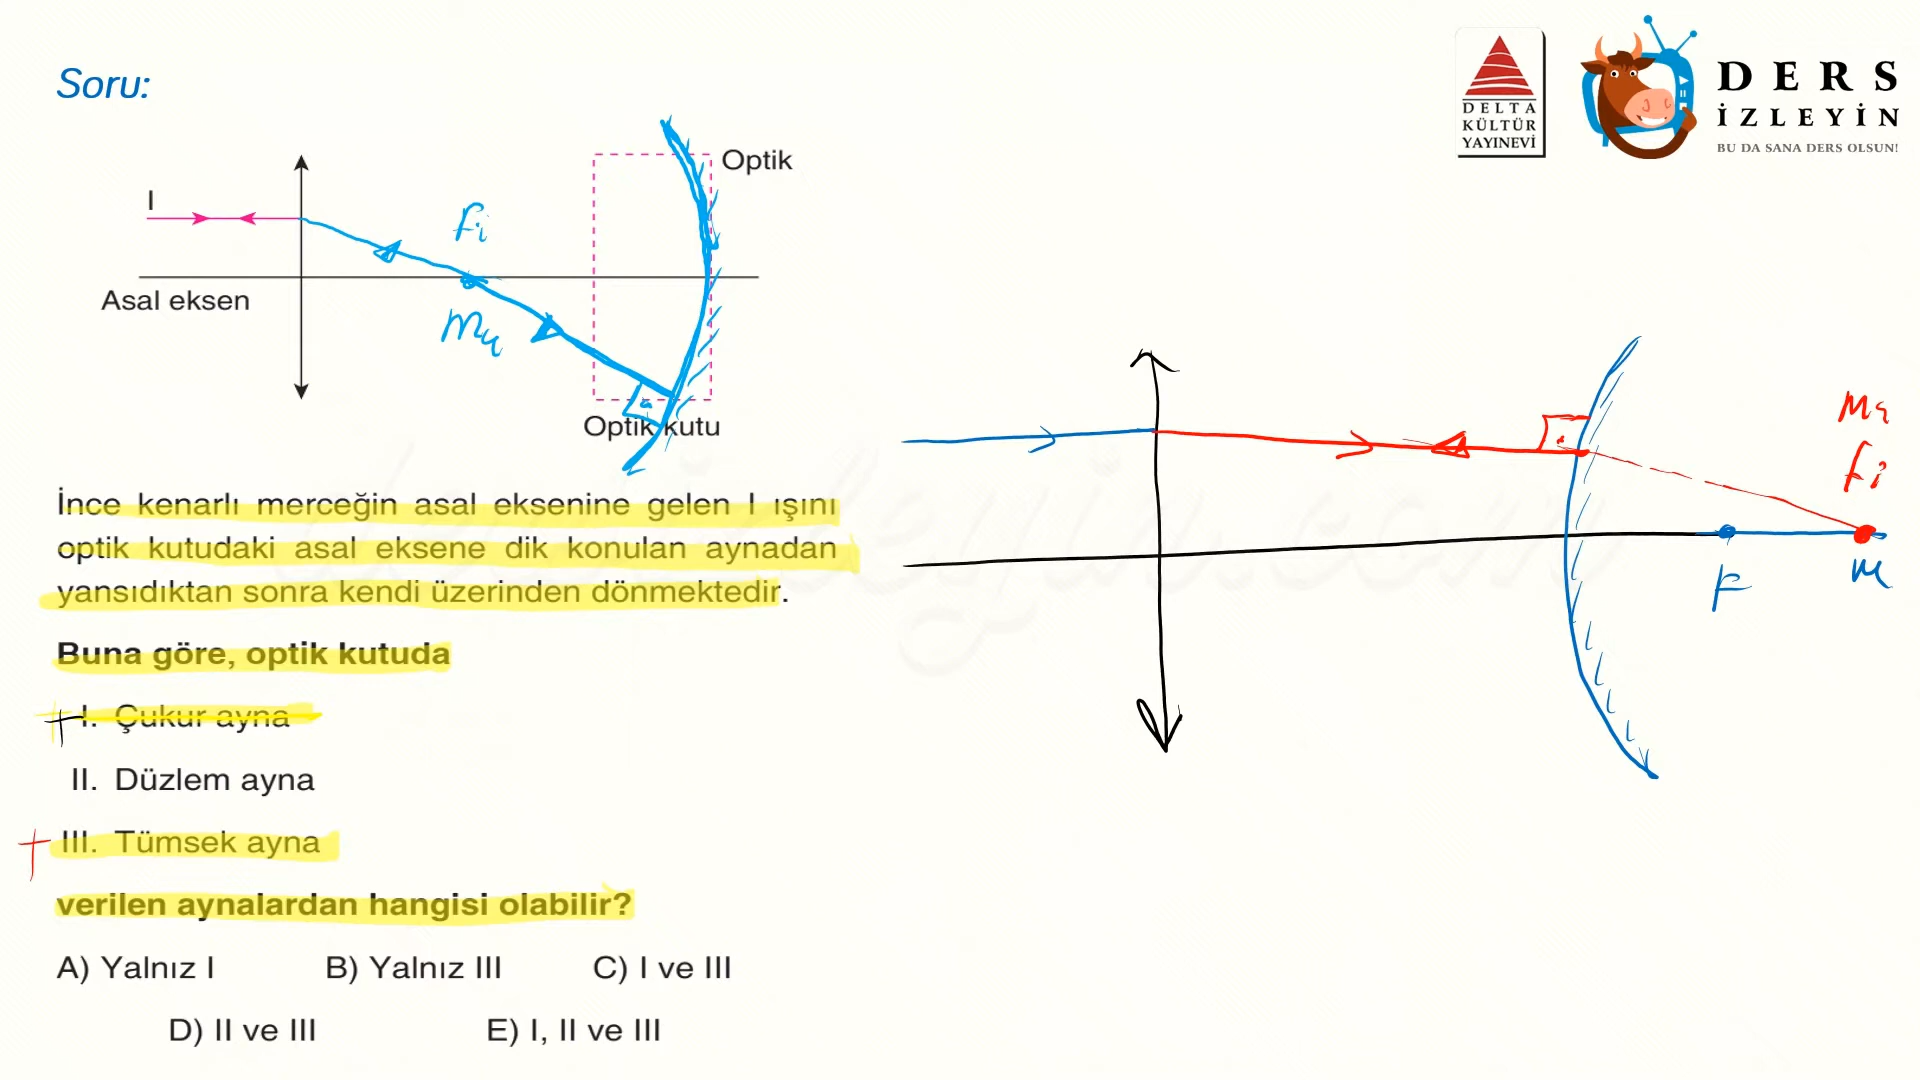 Soru:
DELTA
KÜLTÜR
YAYINEVİ
DERS
İZLEYİN
BU DA SANA DERS OLSUN!
Optik
I
fi
Asal eksen
Optik kutu
İnce kenarlı merceğin asal eksenine gelen I ışını
optik kutudaki asal eksene dik konulan aynadan
yansıdıktan sonra kendi üzerinden dönmektedir.
Buna göre, optik kutuda
I. Çukur ayna
II. Düzlem ayna
III. Tümsek ayna
verilen aynalardan hangisi olabilir?
A) Yalnız I B) Yalnız III C) I ve III
D) II ve III E) I, II ve III
fi
F
M